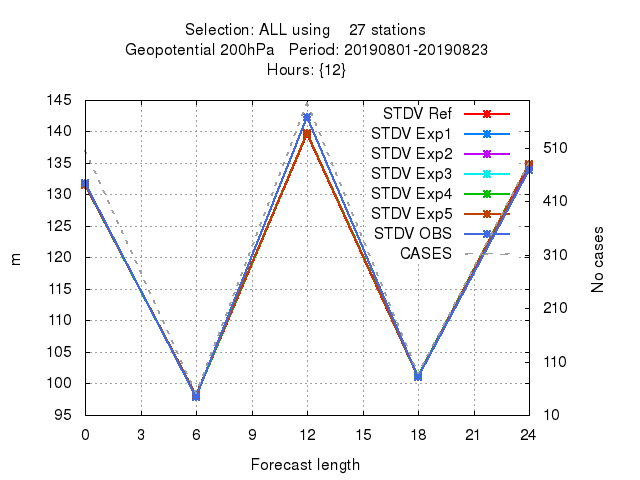 Selection: ALL using    27 stations
Geopotential 200hPa   Period: 20190801-20190823
Hours: {12}
145
140
135
130
125
120
115
110
105
100
95
m
STDV Ref
STDV Exp1
STDV Exp2
STDV Exp3
STDV Exp4
STDV Exp5
STDV OBS
CASES
510
410
310
210
110
10
No cases
0 3 6 9 12 15 18 21 24
Forecast length